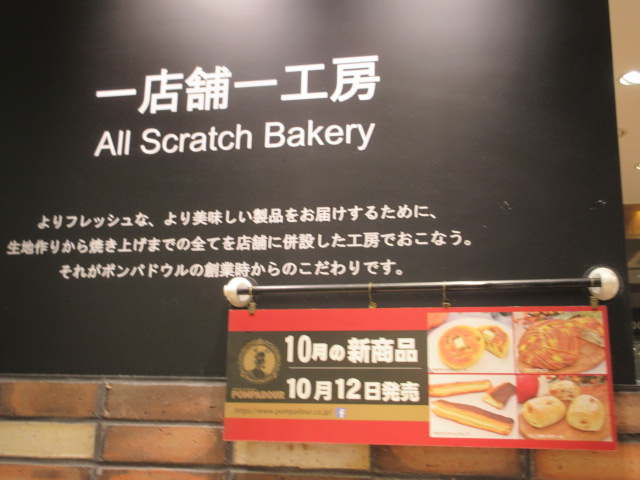 一店舗一工房
All Scratch Bakery
よりフレッシュな、より美味しい製品をお届けするために、
生地作りから焼き上げまでの全てを店舗に併設した工房でおこなう。
それがポンパドウルの創業時からのこだわりです。
10月の新商品
POMPADOUR
10月12日発売
https://www.pompadour.co.jp/